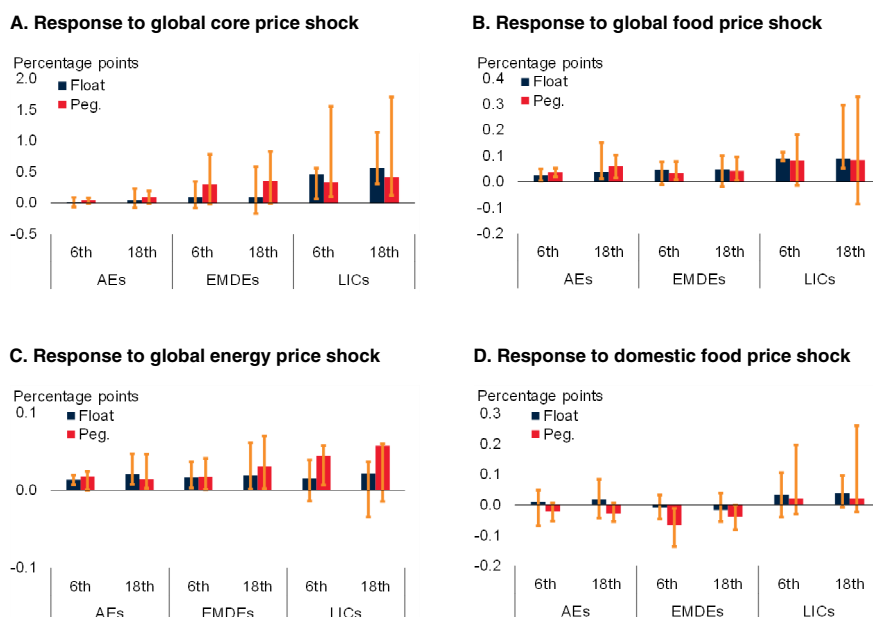 A. Response to global core price shock
Percentage points
2.0
1.5
1.0
0.5
0.0
-0.5
Float
Peg.
6th 18th 6th 18th 6th 18th
AEs EMDEs LICs
B. Response to global food price shock
Percentage points
0.4
0.3
0.2
0.1
0.0
-0.1
-0.2
Float
Peg.
6th 18th 6th 18th 6th 18th
AEs EMDEs LICs
C. Response to global energy price shock
Percentage points
0.1
0.0
-0.1
Float
Peg.
6th 18th 6th 18th 6th 18th
AEs EMDEs LICs
D. Response to domestic food price shock
Percentage points
0.3
0.2
0.1
0.0
-0.1
-0.2
Float
Peg.
6th 18th 6th 18th 6th 18th
AEs EMDEs LICs